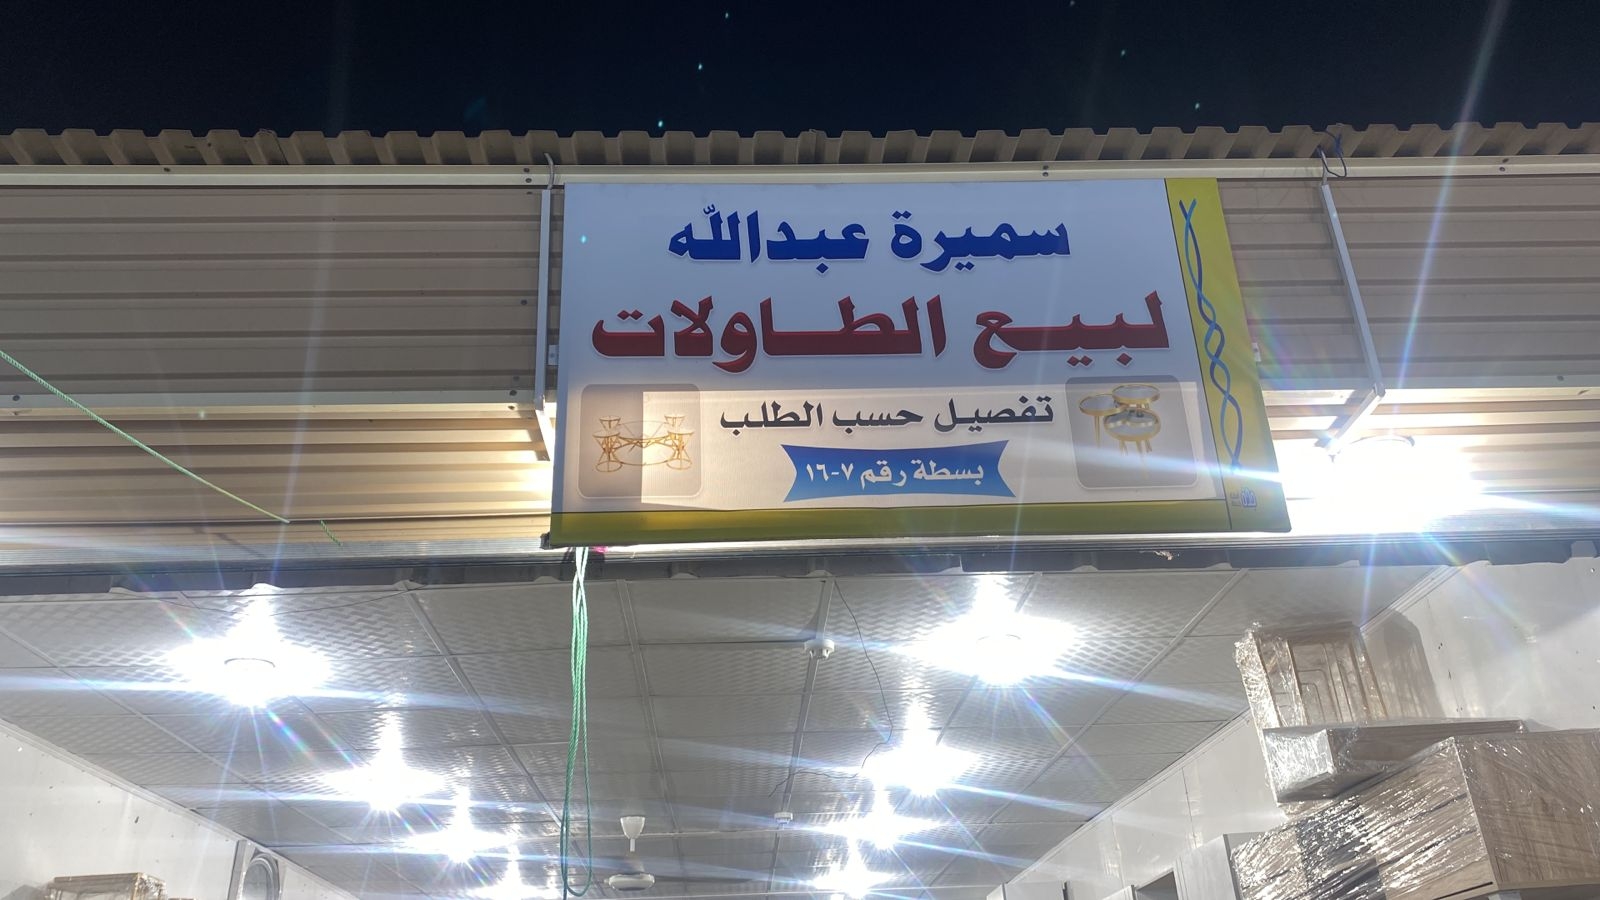 سميرة عبدالله
لبيع الطاولات
تفصيل حسب الطلب
بسطة رقم ٧-١٦